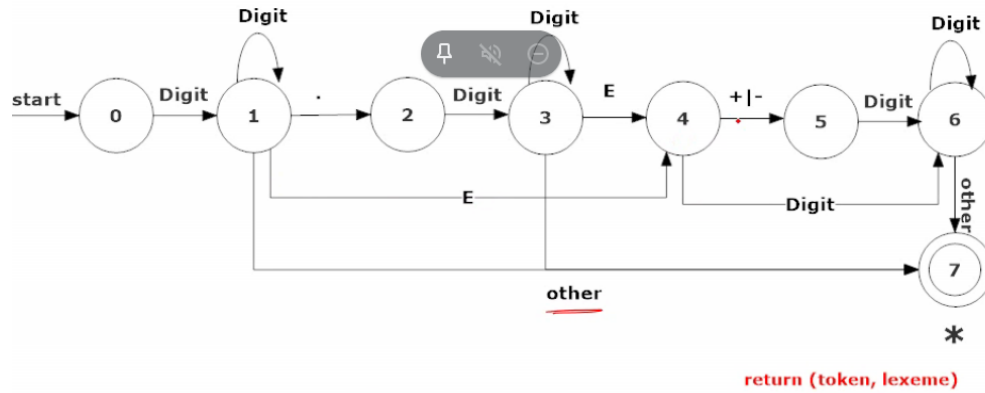 Digit Digit Digit
start 0 Digit 1 . 2 Digit 3 E 4 +|- 5 Digit 6
E
Digit
other
7
other
*
return (token, lexeme)